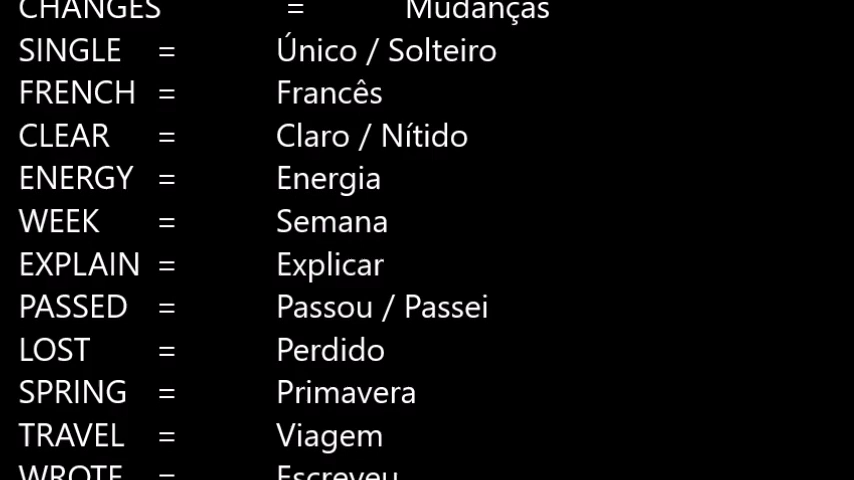 CHANGES = Mudanças
SINGLE = Único / Solteiro
FRENCH = Francês
CLEAR = Claro / Nítido
ENERGY = Energia
WEEK = Semana
EXPLAIN = Explicar
PASSED = Passou / Passei
LOST = Perdido
SPRING = Primavera
TRAVEL = Viagem
WROTE = Escreveu